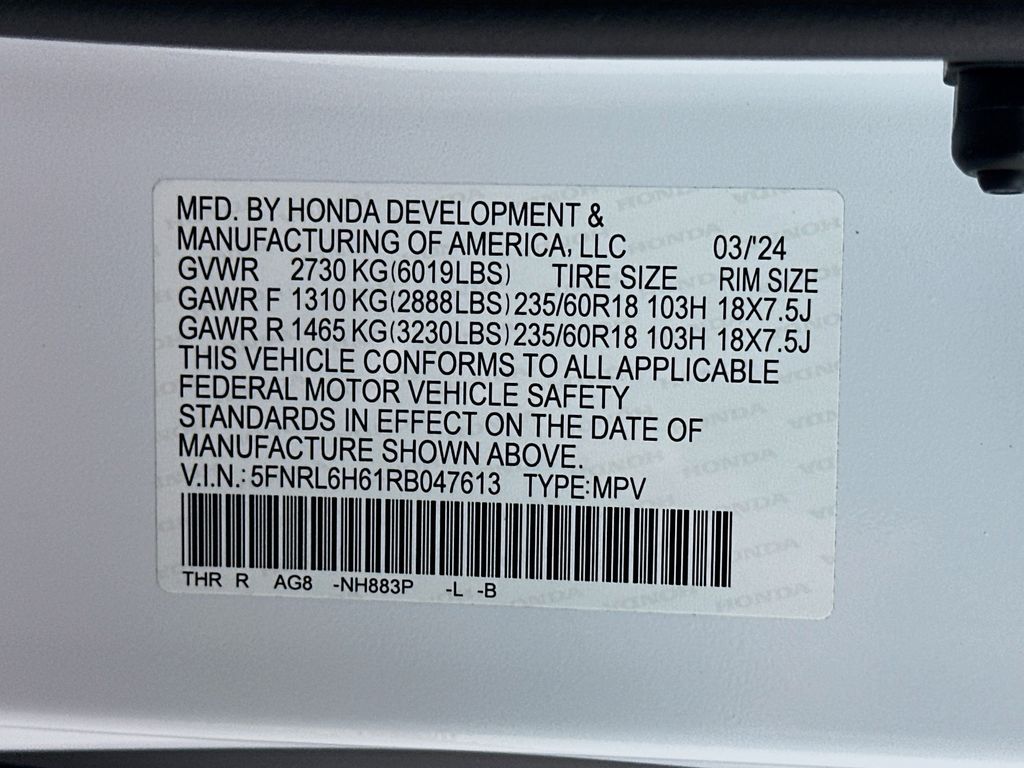 MFD. BY HONDA DEVELOPMENT &
MANUFACTURING OF AMERICA, LLC 03/'24
GVWR 2730 KG(6019LBS) TIRE SIZE RIM SIZE
GAWR F 1310 KG(2888LBS) 235/60R18 103H 18X7.5J
GAWR R 1465 KG(3230LBS) 235/60R18 103H 18X7.5J
THIS VEHICLE CONFORMS TO ALL APPLICABLE
FEDERAL MOTOR VEHICLE SAFETY
STANDARDS IN EFFECT ON THE DATE OF
MANUFACTURE SHOWN ABOVE.
V.I.N.: 5FNRL6H61RB047613 TYPE:MPV
THR R AG8 -NH883P -L -B